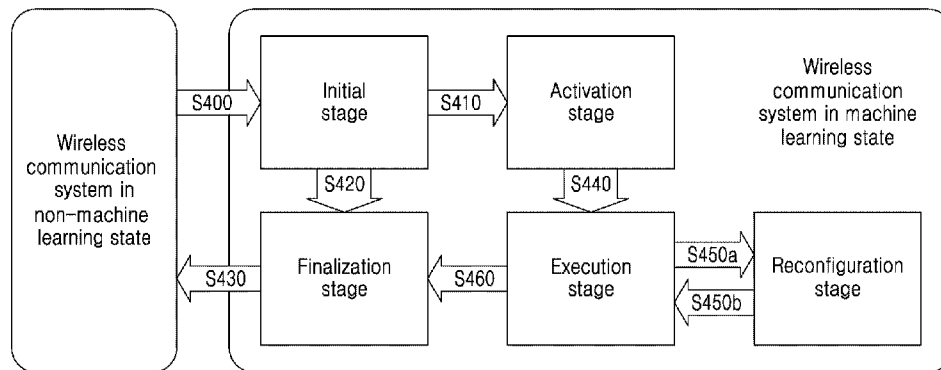 Wireless
communication
system in
non-machine
learning state
S400
Initial
stage
S410
Activation
stage
Wireless
communication
system in machine
learning state
S420
S440
S430
Finalization
stage
S460
Execution
stage
S450a
S450b
Reconfiguration
stage